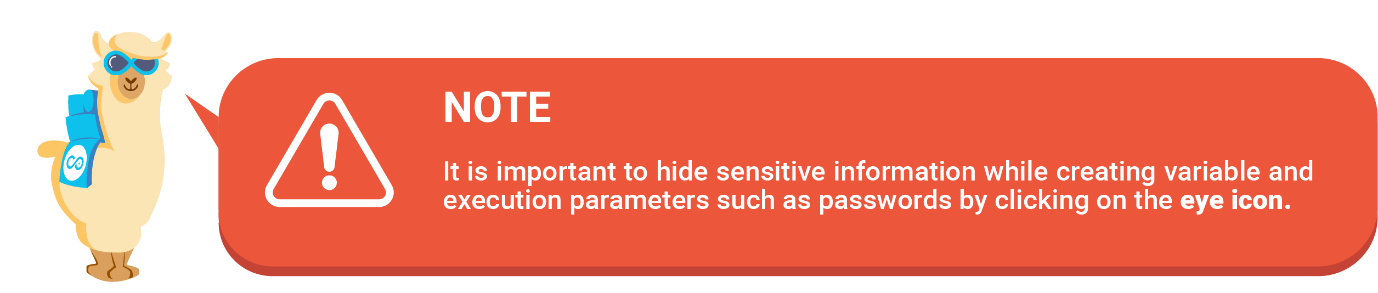 NOTE
It is important to hide sensitive information while creating variable and
execution parameters such as passwords by clicking on the eye icon.